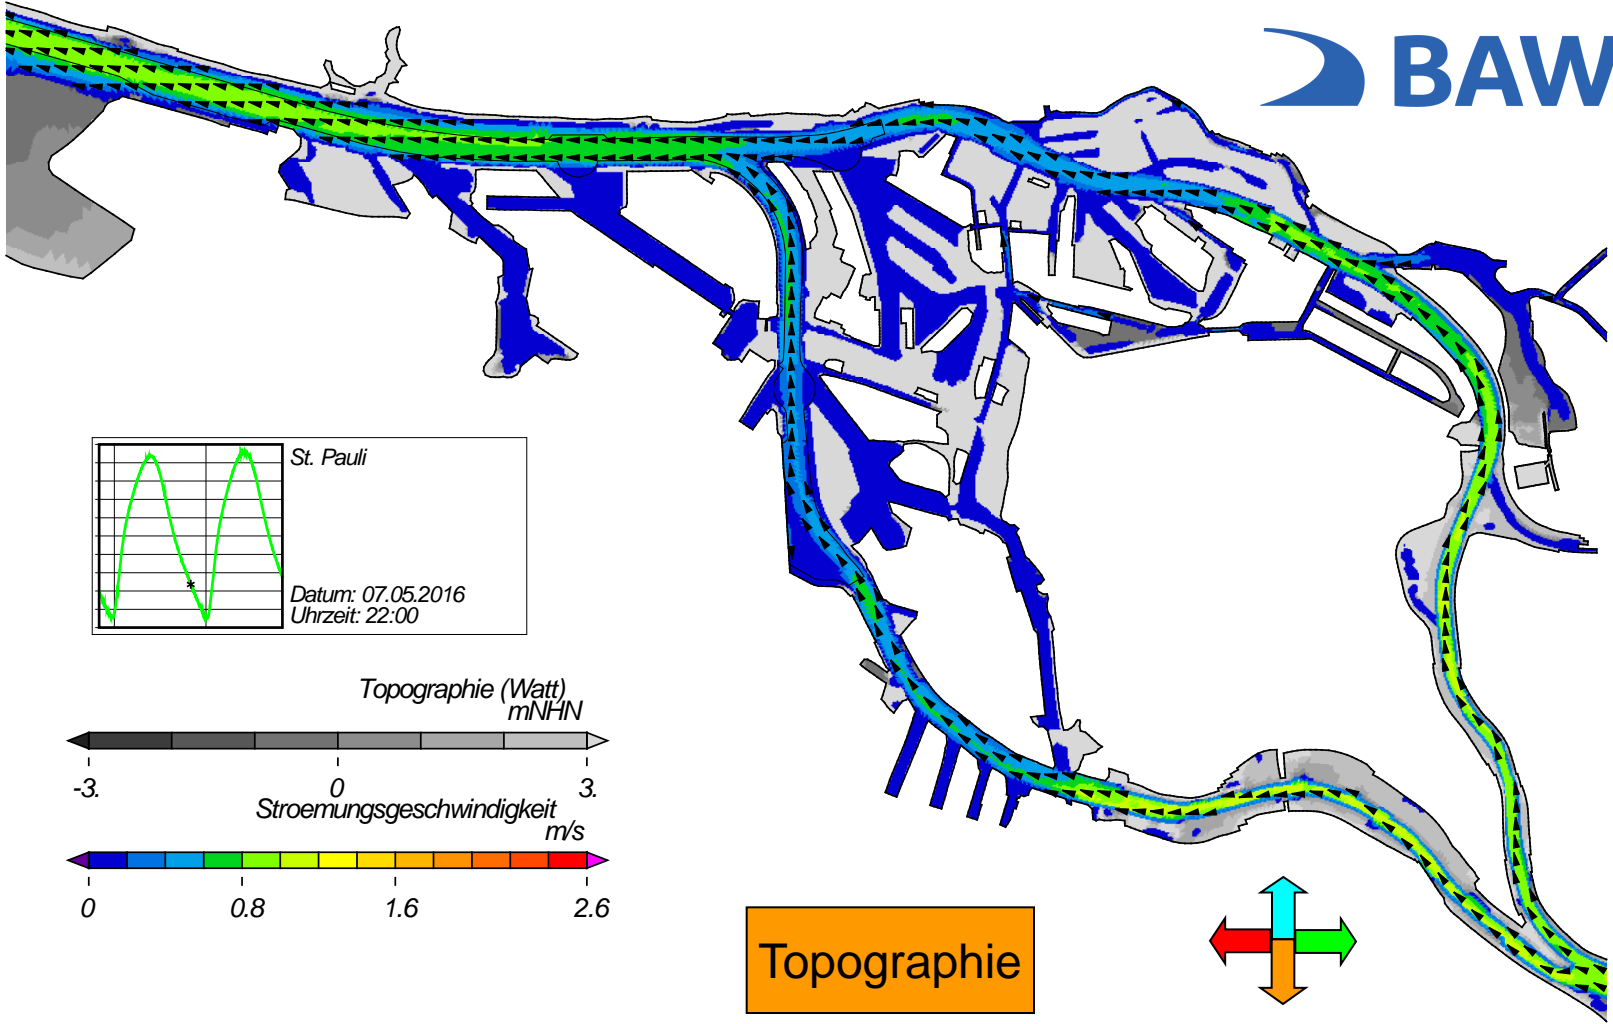 BAW
St. Pauli
Datum: 07.05.2016
Uhrzeit: 22:00
Topographie (Watt)
mNHN
-3. 0 3.
Stroemungsgeschwindigkeit
m/s
0 0.8 1.6 2.6
Topographie